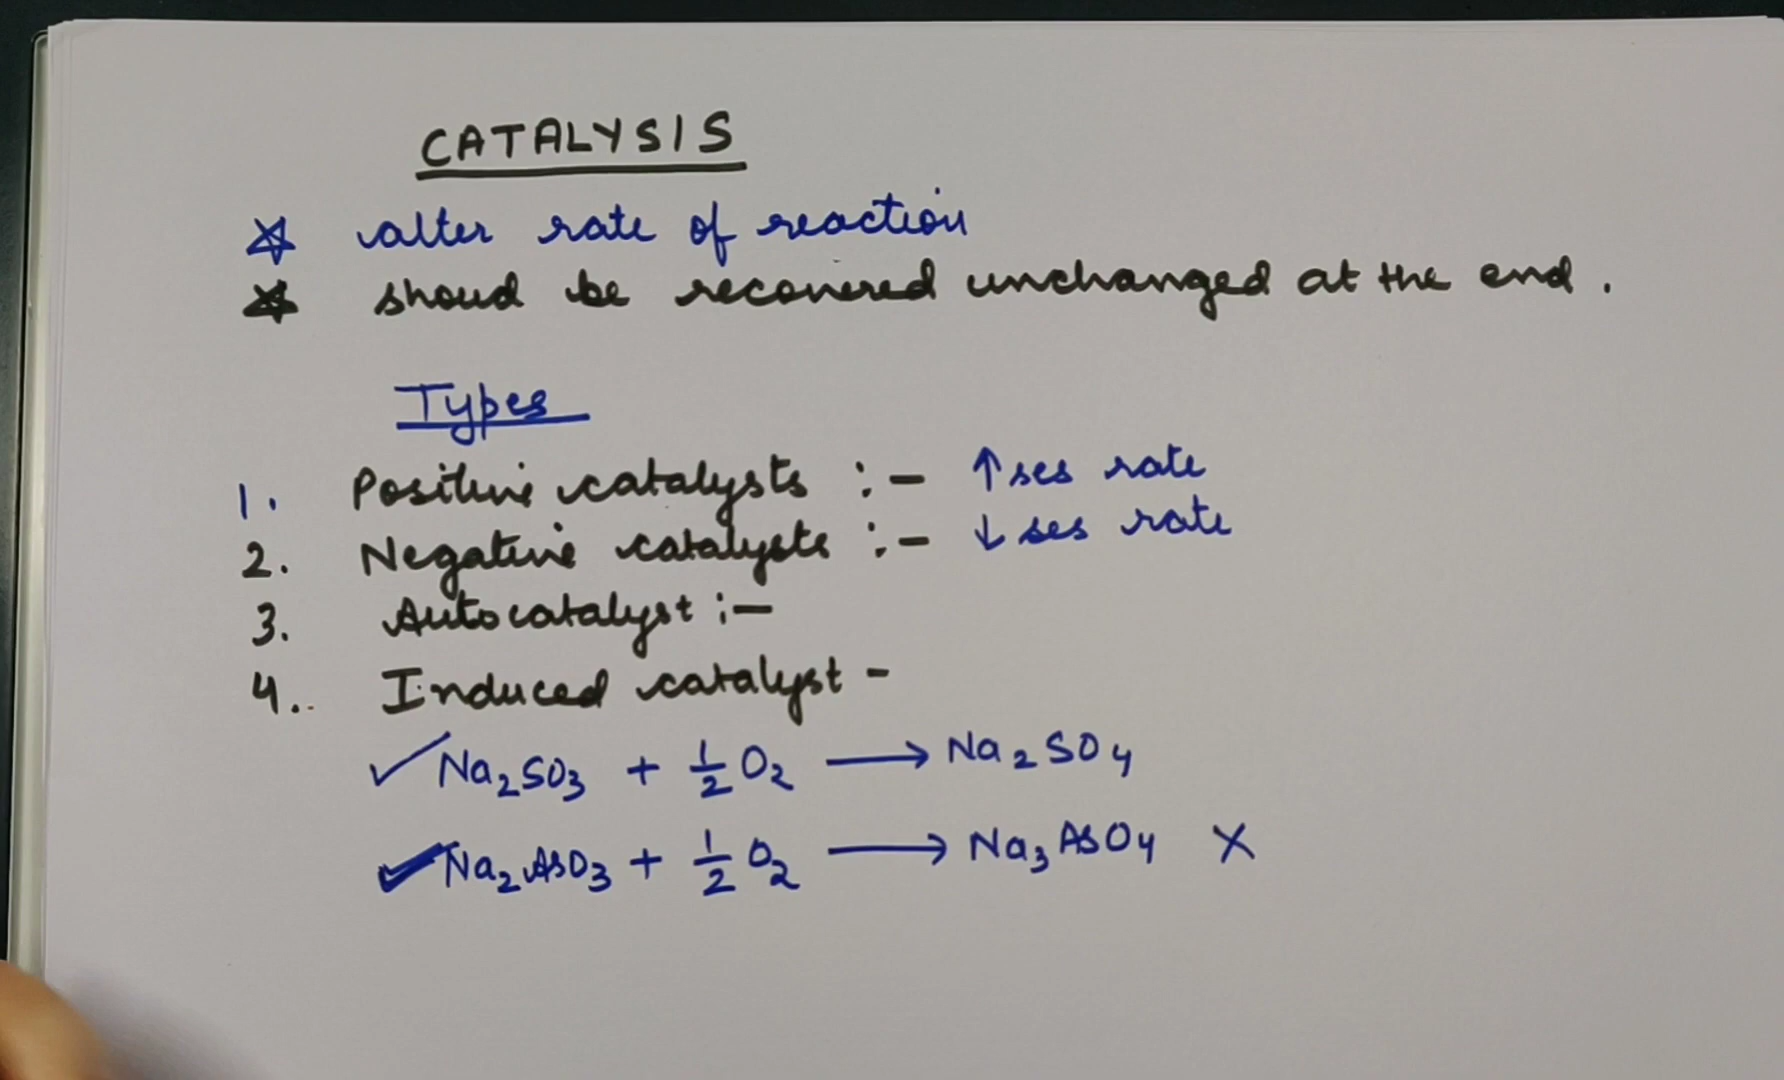 CATALYSIS
☆ alter rate of reaction
☆ shoud be recovered unchanged at the end.
Types
1. Positive catalysts :- ↑ses rate
2. Negative catalysts :- ↓ses rate
3. Autocatalyst :-
4. Induced catalyst -
✓ Na₂SO₃ + 1/2 O₂ → Na₂SO₄
✓ Na₂AsO₃ + 1/2 O₂ → Na₃AsO₄ X